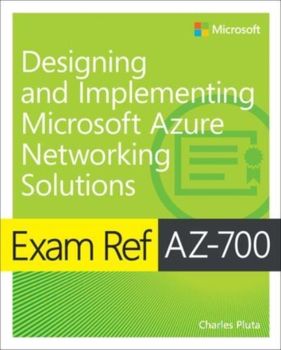 Microsoft
Designing
and Implementing
Microsoft Azure
Networking
Solutions
Exam Ref AZ-700
Charles Pluta